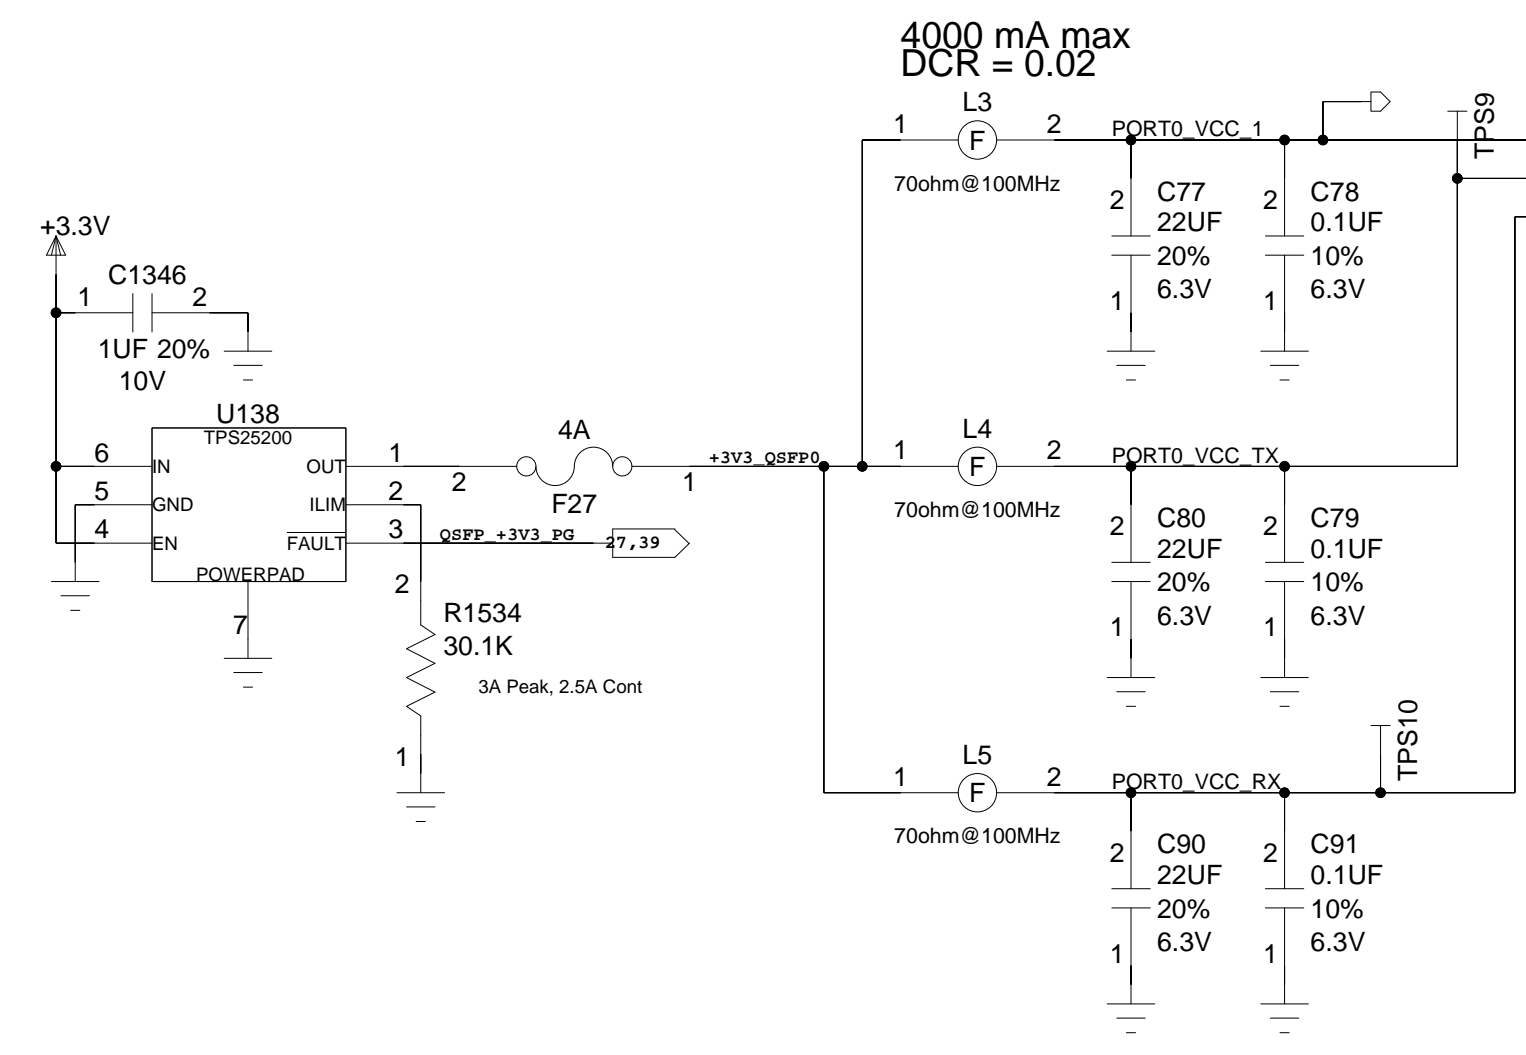 4000 mA max
DCR = 0.02
L3
1
F
2
PORT0_VCC_1
70ohm@100MHz
TPS9
2
C77
22UF
20%
6.3V
1
2
C78
0.1UF
10%
6.3V
1
+3.3V
C1346
1
2
1UF 20%
10V
U138
TPS25200
6
IN
5
GND
4
EN
OUT
1
ILIM
2
FAULT
3
POWERPAD
7
4A
2
1
F27
+3V3_QSFP0
QSFP_+3V3_PG
27,39
2
R1534
30.1K
3A Peak, 2.5A Cont
1
L4
1
F
2
PORT0_VCC_TX
70ohm@100MHz
2
C80
22UF
20%
6.3V
1
2
C79
0.1UF
10%
6.3V
1
L5
1
F
2
PORT0_VCC_RX
70ohm@100MHz
TPS10
2
C90
22UF
20%
6.3V
1
2
C91
0.1UF
10%
6.3V
1